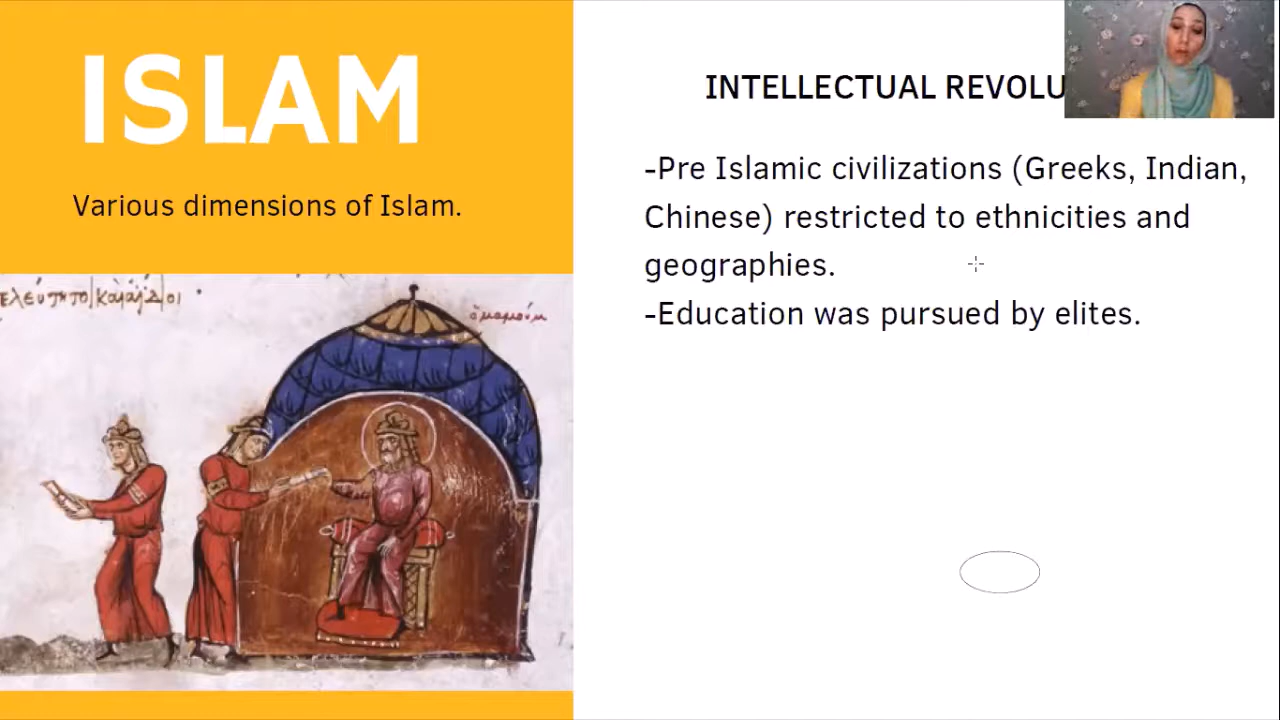 ISLAM
Various dimensions of Islam.
INTELLECTUAL REVOLU
-Pre Islamic civilizations (Greeks, Indian,
Chinese) restricted to ethnicities and
geographies.
-Education was pursued by elites.